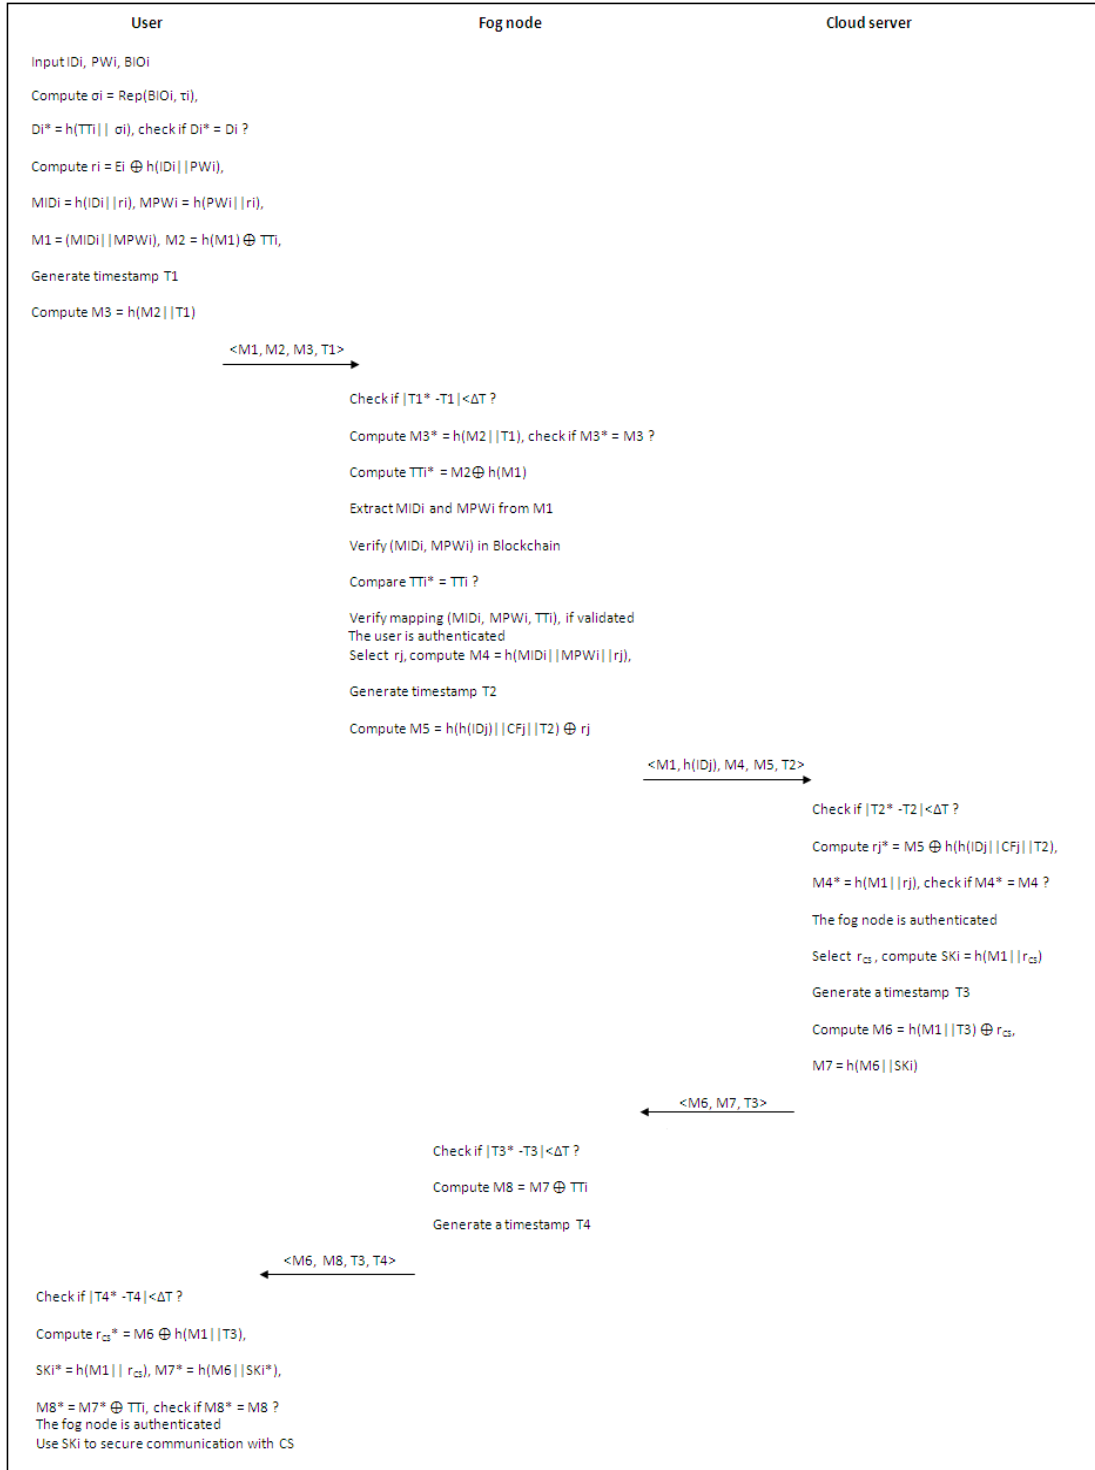 User Fog node Cloud server
Input IDi, PWi, BIOi
Compute σi = Rep(BIOi, τi),
Di* = h(TTi|| σi), check if Di* = Di ?
Compute ri = Ei ⊕ h(IDi||PWi),
MIDi = h(IDi||ri), MPWi = h(PWi||ri),
M1 = (MIDi||MPWi), M2 = h(M1) ⊕ TTi,
Generate timestamp T1
Compute M3 = h(M2||T1)
<M1, M2, M3, T1>
Check if |T1* -T1|<ΔT ?
Compute M3* = h(M2||T1), check if M3* = M3 ?
Compute TTi* = M2⊕ h(M1)
Extract MIDi and MPWi from M1
Verify (MIDi, MPWi) in Blockchain
Compare TTi* = TTi ?
Verify mapping (MIDi, MPWi, TTi), if validated
The user is authenticated
Select rj, compute M4 = h(MIDi||MPWi||rj),
Generate timestamp T2
Compute M5 = h(h(IDj)||CFj||T2) ⊕ rj
<M1, h(IDj), M4, M5, T2>
Check if |T2* -T2|<ΔT ?
Compute rj* = M5 ⊕ h(h(IDj||CFj||T2),
M4* = h(M1||rj), check if M4* = M4 ?
The fog node is authenticated
Select rcs, compute SKi = h(M1||rcs)
Generate a timestamp T3
Compute M6 = h(M1||T3) ⊕ rcs,
M7 = h(M6||SKi)
<M6, M7, T3>
Check if |T3* -T3|<ΔT ?
Compute M8 = M7 ⊕ TTi
Generate a timestamp T4
<M6, M8, T3, T4>
Check if |T4* -T4|<ΔT ?
Compute rcs* = M6 ⊕ h(M1||T3),
SKi* = h(M1|| rcs), M7* = h(M6||SKi*),
M8* = M7* ⊕ TTi, check if M8* = M8 ?
The fog node is authenticated
Use SKi to secure communication with CS